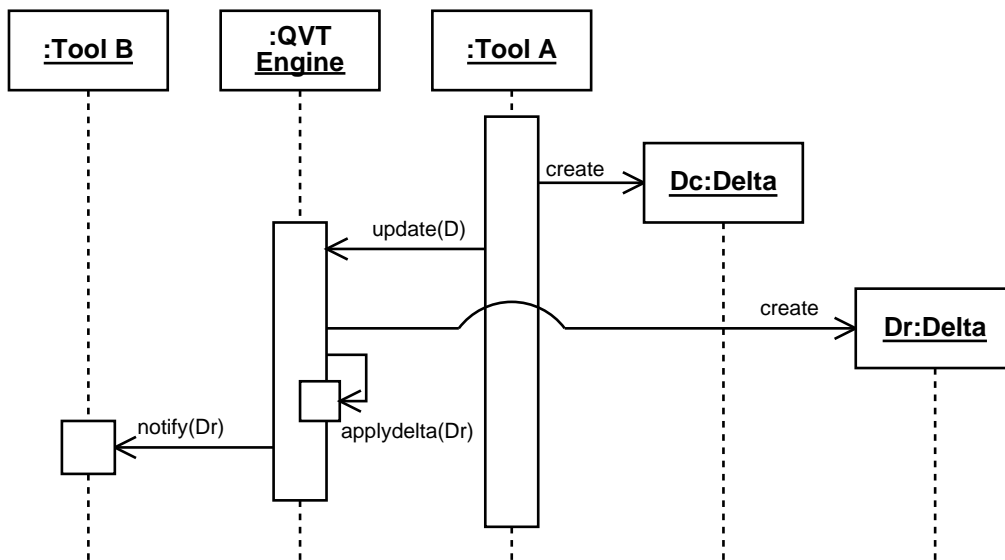 :Tool B
:QVT
Engine
:Tool A
create
Dc:Delta
update(D)
create
Dr:Delta
applydelta(Dr)
notify(Dr)